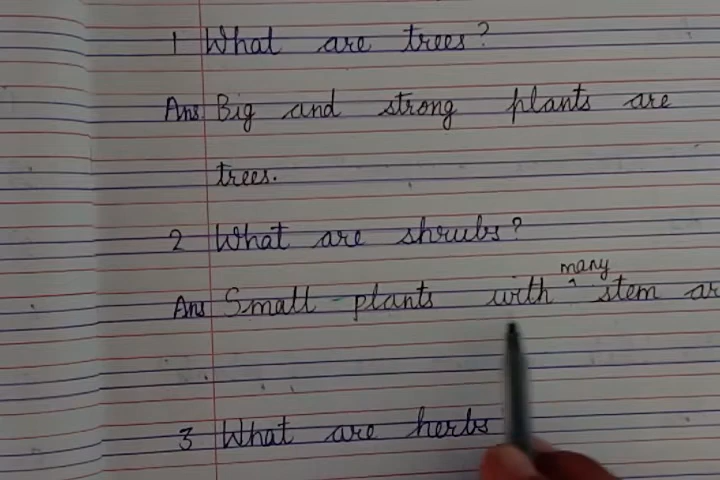 1 What are trees?
Ans Big and strong plants are
trees.
2 What are shrubs?
Ans Small plants with many stem ar
3 What are herbs